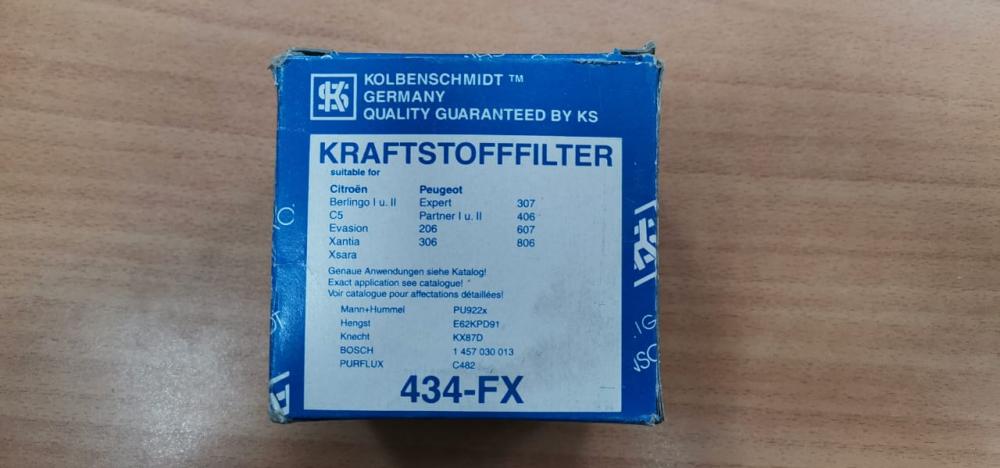 KS
KOLBENSCHMIDT ™
GERMANY
QUALITY GUARANTEED BY KS
KRAFTSTOFFFILTER
suitable for
Citroën Peugeot
Berlingo I u. II Expert 307
C5 Partner I u. II 406
Evasion 206 607
Xantia 306 806
Xsara
Genaue Anwendungen siehe Katalog!
Exact application see catalogue!
Voir catalogue pour affectations détaillées!
Mann+Hummel PU922x
Hengst E62KPD91
Knecht KX87D
BOSCH 1 457 030 013
PURFLUX C482
434-FX